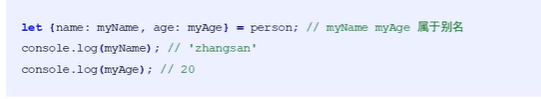 let {name: myName, age: myAge} = person; // myName myAge 属于别名
console.log(myName); // 'zhangsan'
console.log(myAge); // 20